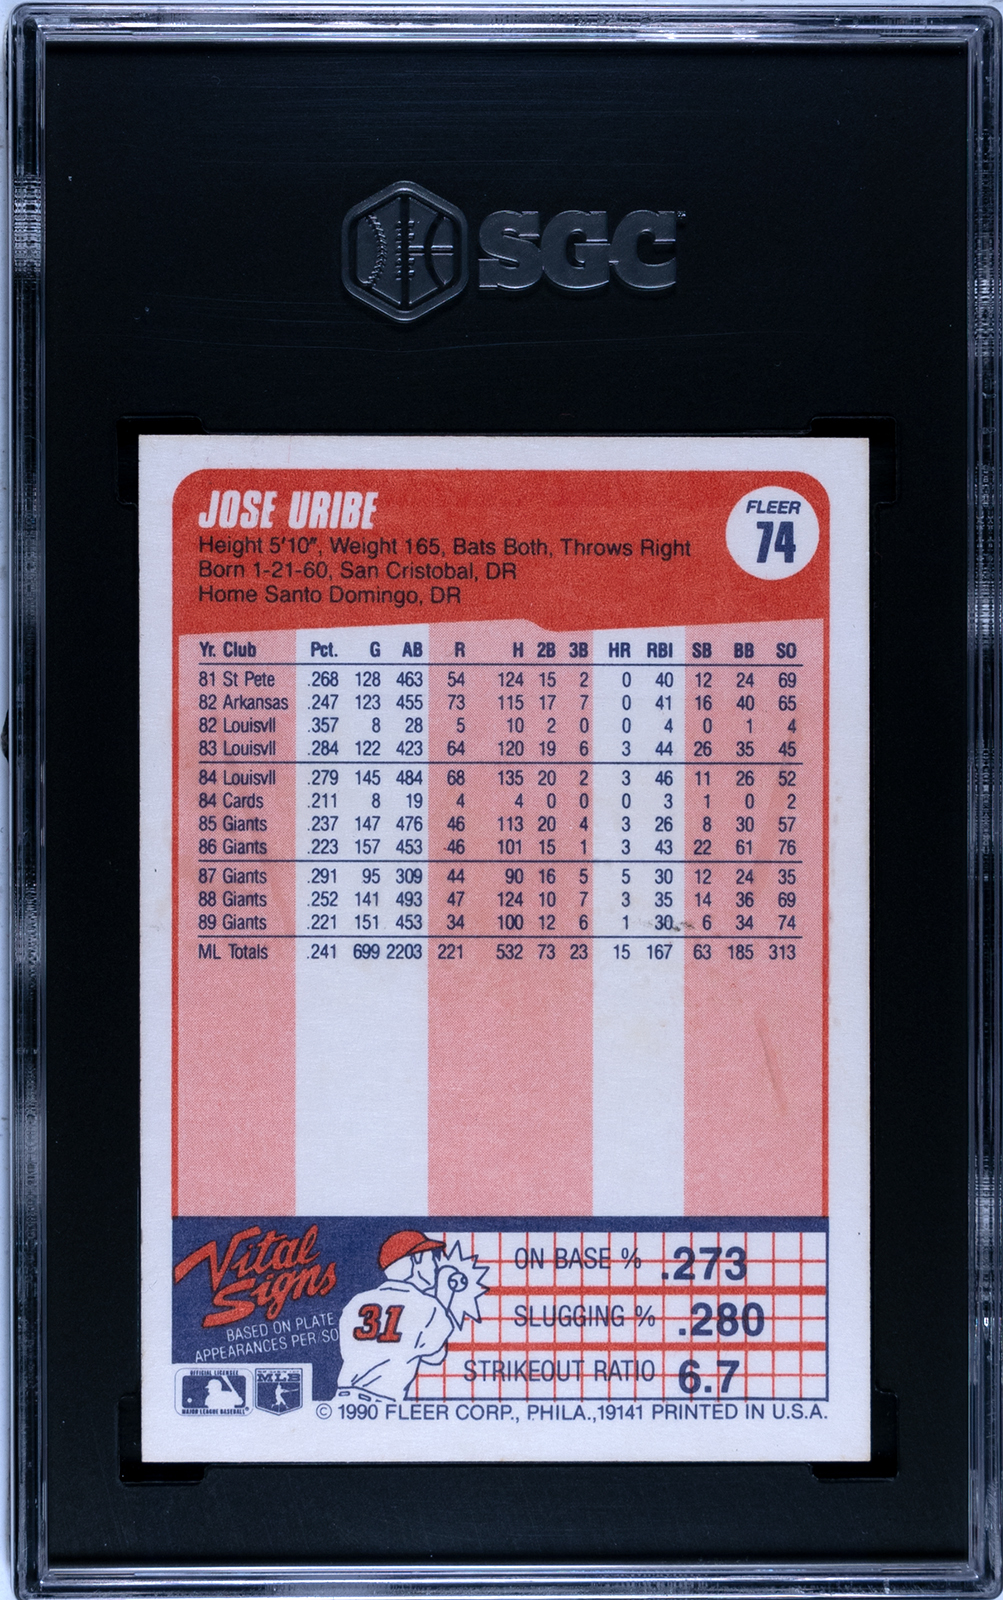 SGC
JOSE URIBE
Height 5'10", Weight 165, Bats Both, Throws Right
Born 1-21-60, San Cristobal, DR
Home Santo Domingo, DR
FLEER
74
Yr. Club Pct. G AB R H 2B 3B HR RBI SB BB SO
81 St Pete .268 128 463 54 124 15 2 0 40 12 24 69
82 Arkansas .247 123 455 73 115 17 7 0 41 16 40 65
82 Louisvll .357 8 28 5 10 2 0 0 4 0 1 4
83 Louisvll .284 122 423 64 120 19 6 3 44 26 35 45
84 Louisvll .279 145 484 68 135 20 2 3 46 11 26 52
84 Cards .211 8 19 4 4 0 0 0 3 1 0 2
85 Giants .237 147 476 46 113 20 4 3 26 8 30 57
86 Giants .223 157 453 46 101 15 1 3 43 22 61 76
87 Giants .291 95 309 44 90 16 5 5 30 12 24 35
88 Giants .252 141 493 47 124 10 7 3 35 14 36 69
89 Giants .221 151 453 34 100 12 6 1 30 6 34 74
ML Totals .241 699 2203 221 532 73 23 15 167 63 185 313
Vital
Signs
BASED ON PLATE
APPEARANCES PER SO
31
ON BASE % .273
SLUGGING % .280
STRIKEOUT RATIO 6.7
OFFICIAL LICENSEE
MAJOR LEAGUE BASEBALL
MLB
© 1990 FLEER CORP., PHILA.,19141 PRINTED IN U.S.A.